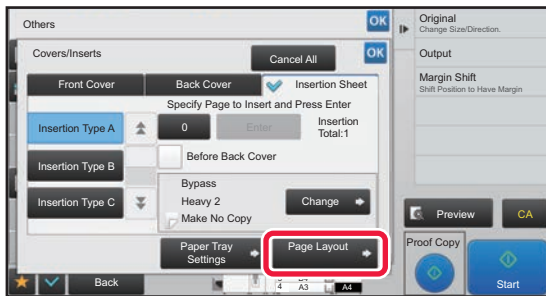 Others
OK
Covers/Inserts
Cancel All
OK
Front Cover
Back Cover
Insertion Sheet
Specify Page to Insert and Press Enter
Insertion Type A
0
Enter
Insertion
Total:1
Before Back Cover
Insertion Type B
Bypass
Heavy 2
Make No Copy
Change
Insertion Type C
Paper Tray
Settings
Page Layout
Back
4 A3
A4
Original
Change Size/Direction.
Output
Margin Shift
Shift Position to Have Margin
Preview
CA
Proof Copy
Start